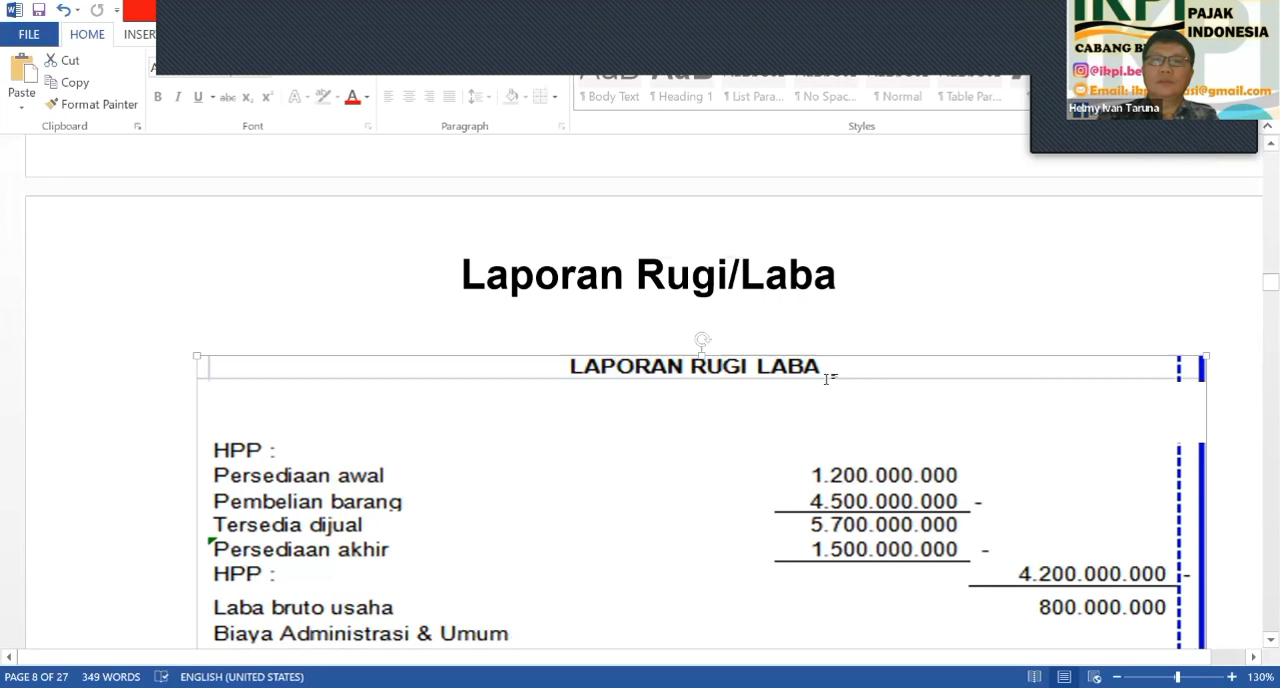 PAJAK
INDONESIA
FILE HOME
Cut
Copy
Paste
Format Painter
B I U abc X₂ X² A
¶ Body Text ¶ Heading 1 ¶ List Para... ¶ No Spac... ¶ Normal ¶ Table Par...
Clipboard Font Paragraph Styles
Helmy Ivan Taruna
Laporan Rugi/Laba
LAPORAN RUGI LABA
HPP :
Persediaan awal 1.200.000.000
Pembelian barang 4.500.000.000 -
Tersedia dijual 5.700.000.000
Persediaan akhir 1.500.000.000 -
HPP : 4.200.000.000 -
Laba bruto usaha 800.000.000
Biaya Administrasi & Umum
PAGE 8 OF 27 349 WORDS ENGLISH (UNITED STATES) 130%